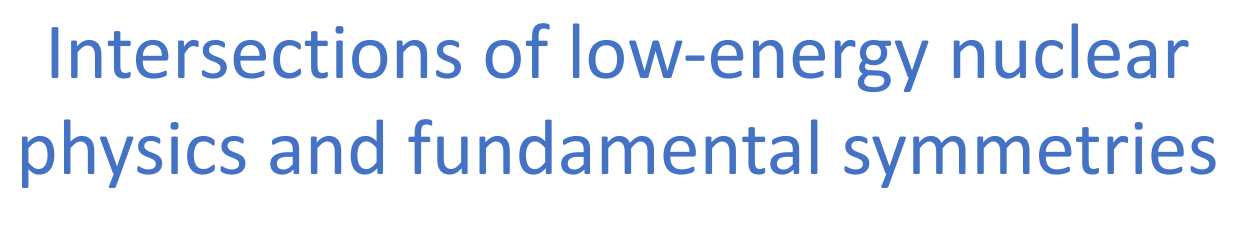 Intersections of low-energy nuclear
physics and fundamental symmetries